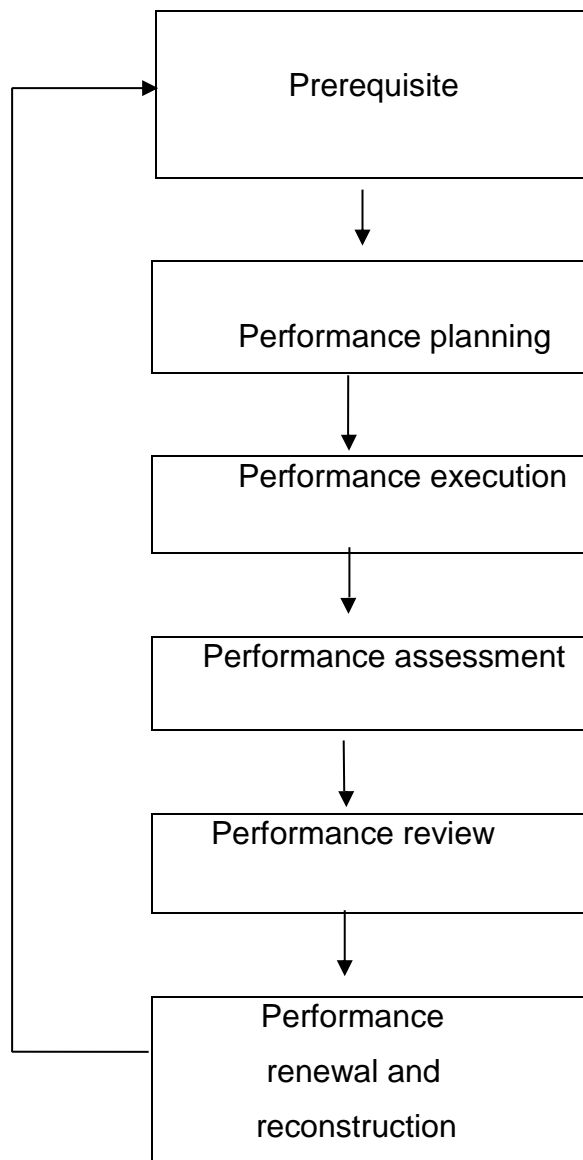 Prerequisite
Performance planning
Performance execution
Performance assessment
Performance review
Performance
renewal and
reconstruction